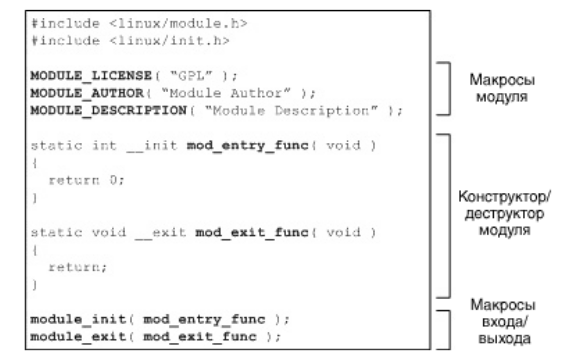 #include <linux/module.h>
#include <linux/init.h>
MODULE_LICENSE( “GPL” );
MODULE_AUTHOR( “Module Author” );
MODULE_DESCRIPTION( “Module Description” );
Макросы
модуля
static int __init mod_entry_func( void )
{
return 0;
}
static void __exit mod_exit_func( void )
{
return;
}
Конструктор/
деструктор
модуля
module_init( mod_entry_func );
module_exit( mod_exit_func );
Макросы
входа/
выхода